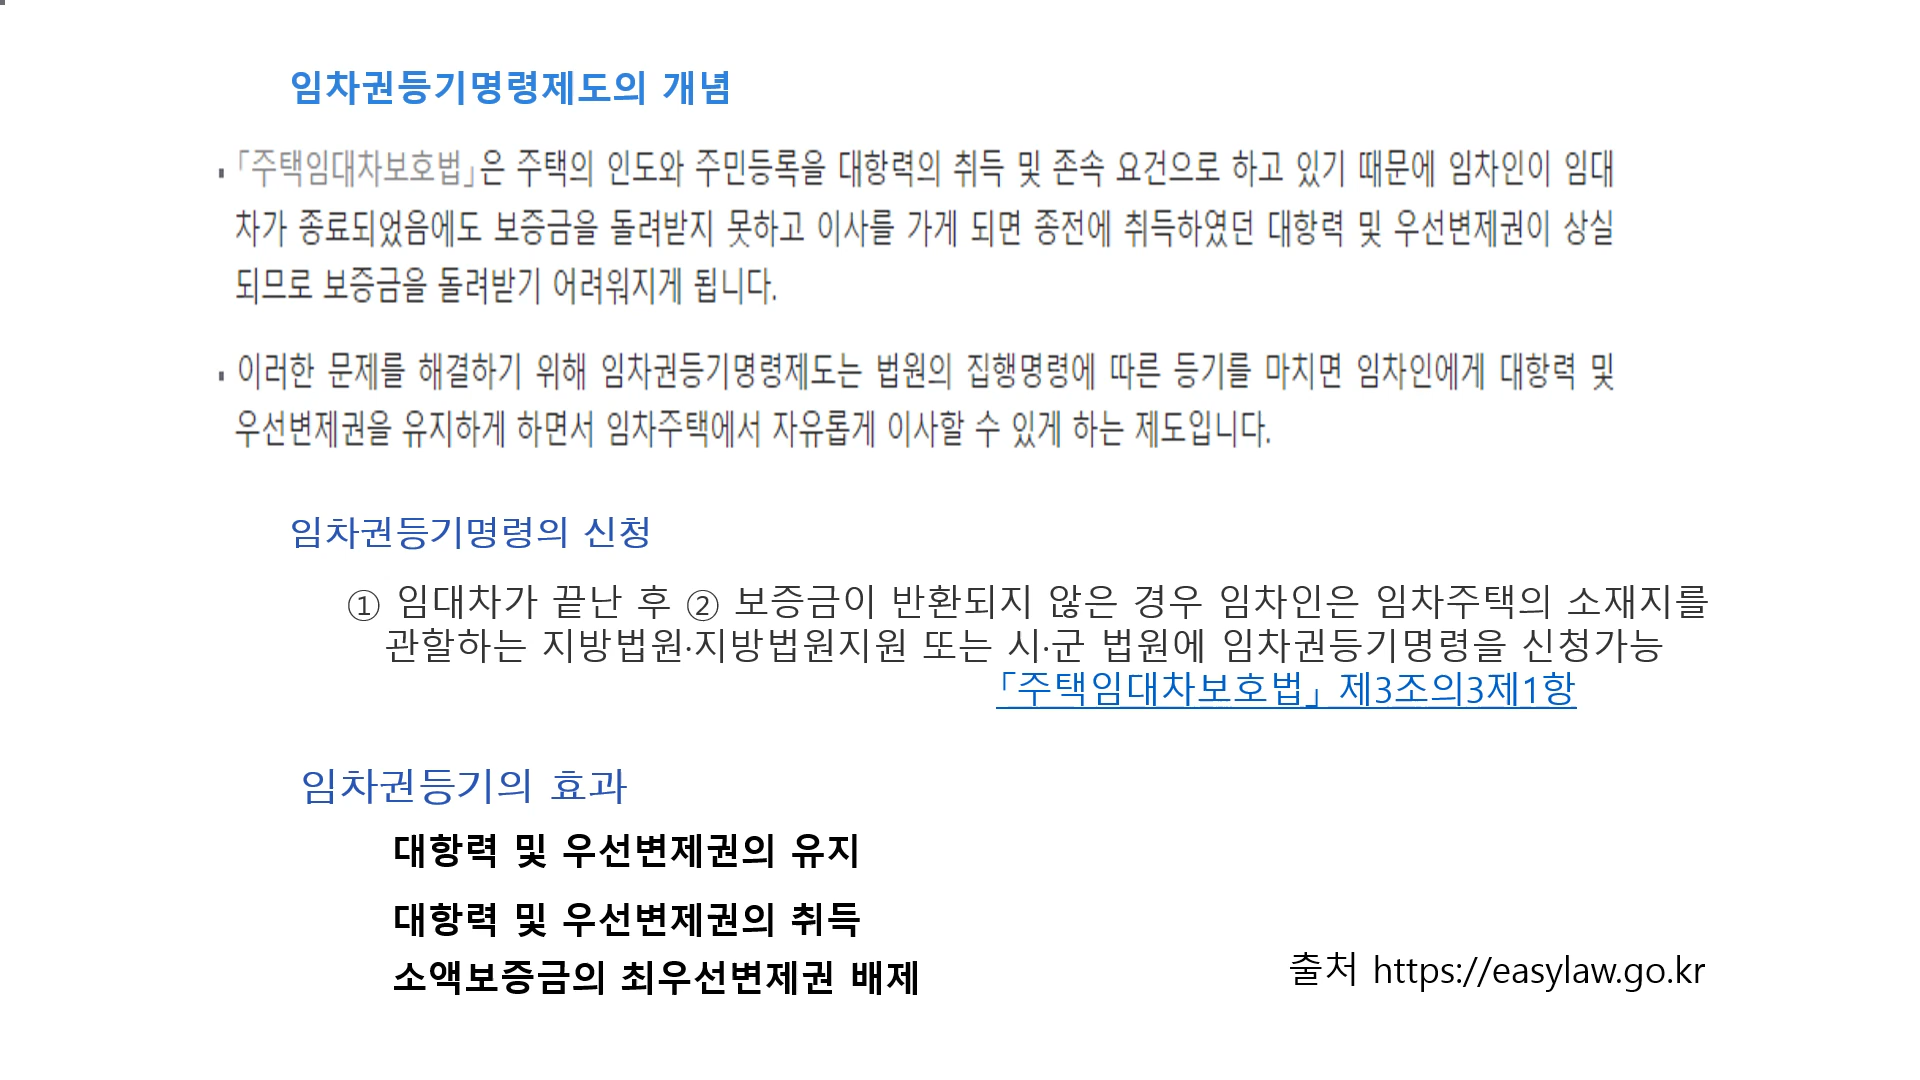 임차권등기명령제도의 개념
「주택임대차보호법」은 주택의 인도와 주민등록을 대항력의 취득 및 존속 요건으로 하고 있기 때문에 임차인이 임대
차가 종료되었음에도 보증금을 돌려받지 못하고 이사를 가게 되면 종전에 취득하였던 대항력 및 우선변제권이 상실
되므로 보증금을 돌려받기 어려워지게 됩니다.
이러한 문제를 해결하기 위해 임차권등기명령제도는 법원의 집행명령에 따른 등기를 마치면 임차인에게 대항력 및
우선변제권을 유지하게 하면서 임차주택에서 자유롭게 이사할 수 있게 하는 제도입니다.
임차권등기명령의 신청
① 임대차가 끝난 후 ② 보증금이 반환되지 않은 경우 임차인은 임차주택의 소재지를
관할하는 지방법원·지방법원지원 또는 시·군 법원에 임차권등기명령을 신청가능
「주택임대차보호법」 제3조의3제1항
임차권등기의 효과
대항력 및 우선변제권의 유지
대항력 및 우선변제권의 취득
소액보증금의 최우선변제권 배제
출처 https://easylaw.go.kr